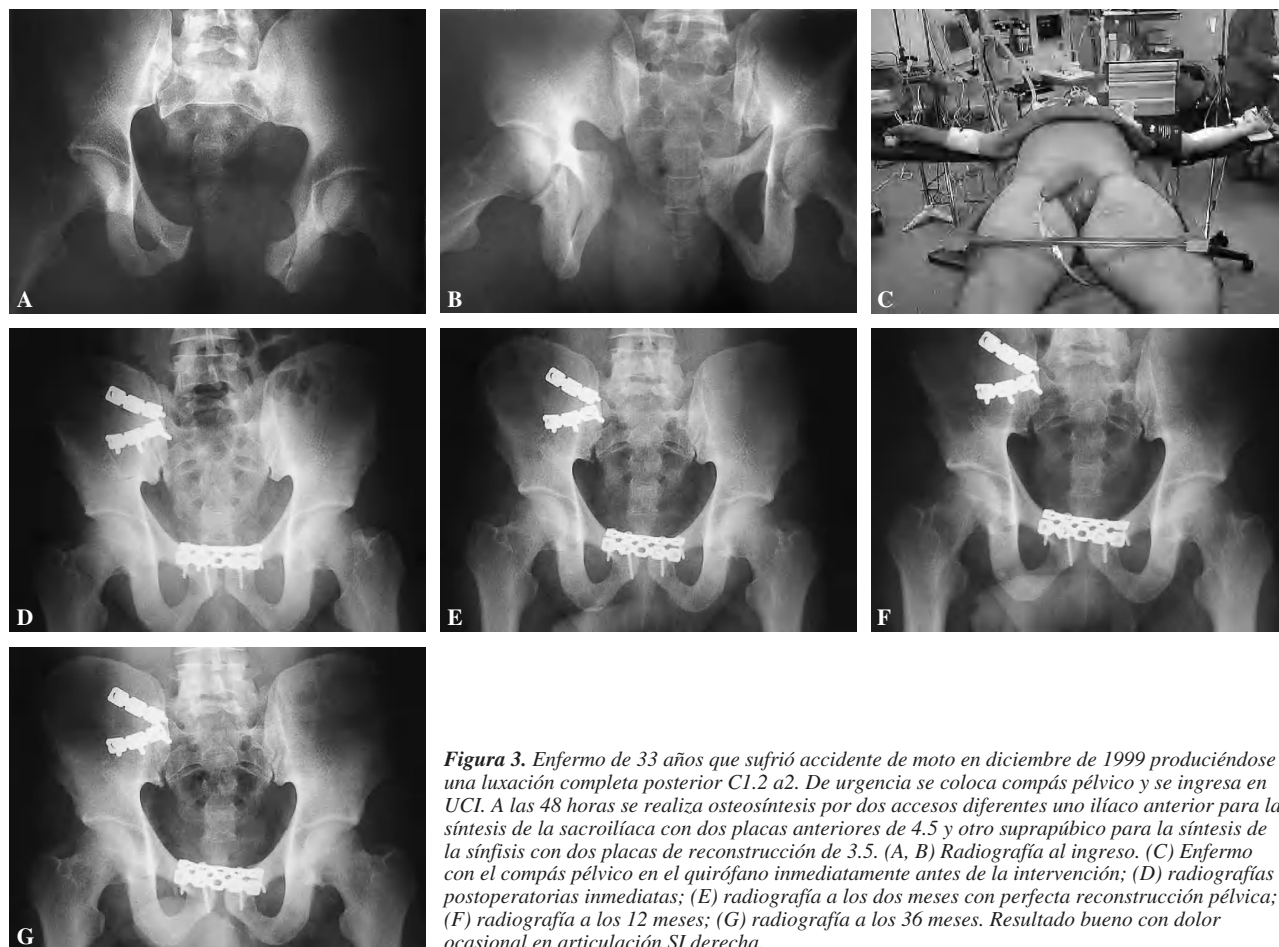 A
B
C
D
E
F
G
Figura 3. Enfermo de 33 años que sufrió accidente de moto en diciembre de 1999 produciéndose
una luxación completa posterior C1.2 a2. De urgencia se coloca compás pélvico y se ingresa en
UCI. A las 48 horas se realiza osteosíntesis por dos accesos diferentes uno ilíaco anterior para la
síntesis de la sacroilíaca con dos placas anteriores de 4.5 y otro suprapúbico para la síntesis de
la sínfisis con dos placas de reconstrucción de 3.5. (A, B) Radiografía al ingreso. (C) Enfermo
con el compás pélvico en el quirófano inmediatamente antes de la intervención; (D) radiografías
postoperatorias inmediatas; (E) radiografía a los dos meses con perfecta reconstrucción pélvica;
(F) radiografía a los 12 meses; (G) radiografía a los 36 meses. Resultado bueno con dolor
ocasional en articulación SI derecha